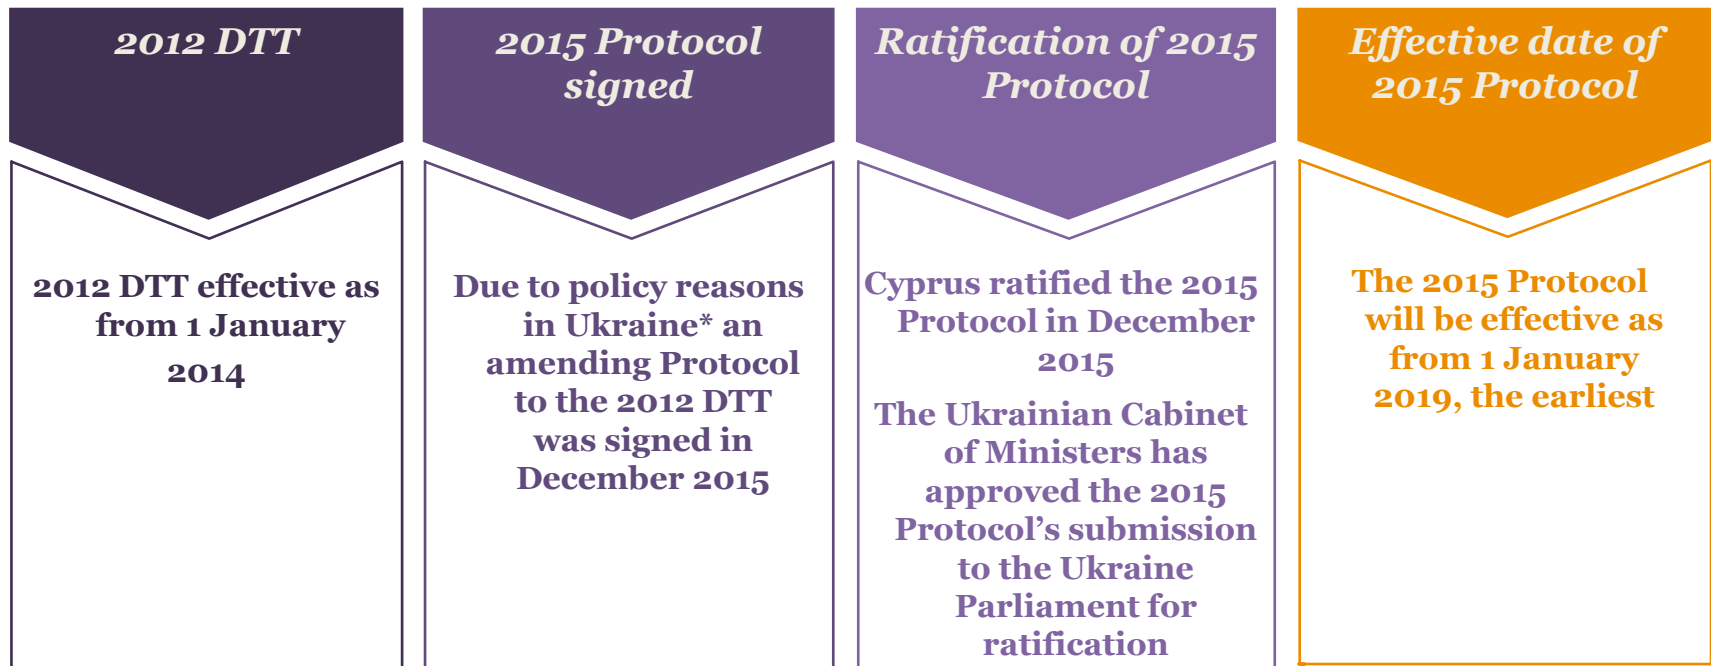 2012 DTT
2012 DTT effective as
from 1 January
2014
2015 Protocol
signed
Due to policy reasons
in Ukraine* an
amending Protocol
to the 2012 DTT
was signed in
December 2015
Ratification of 2015
Protocol
Cyprus ratified the 2015
Protocol in December
2015
The Ukrainian Cabinet
of Ministers has
approved the 2015
Protocol’s submission
to the Ukraine
Parliament for
ratification
Effective date of
2015 Protocol
The 2015 Protocol
will be effective as
from 1 January
2019, the earliest